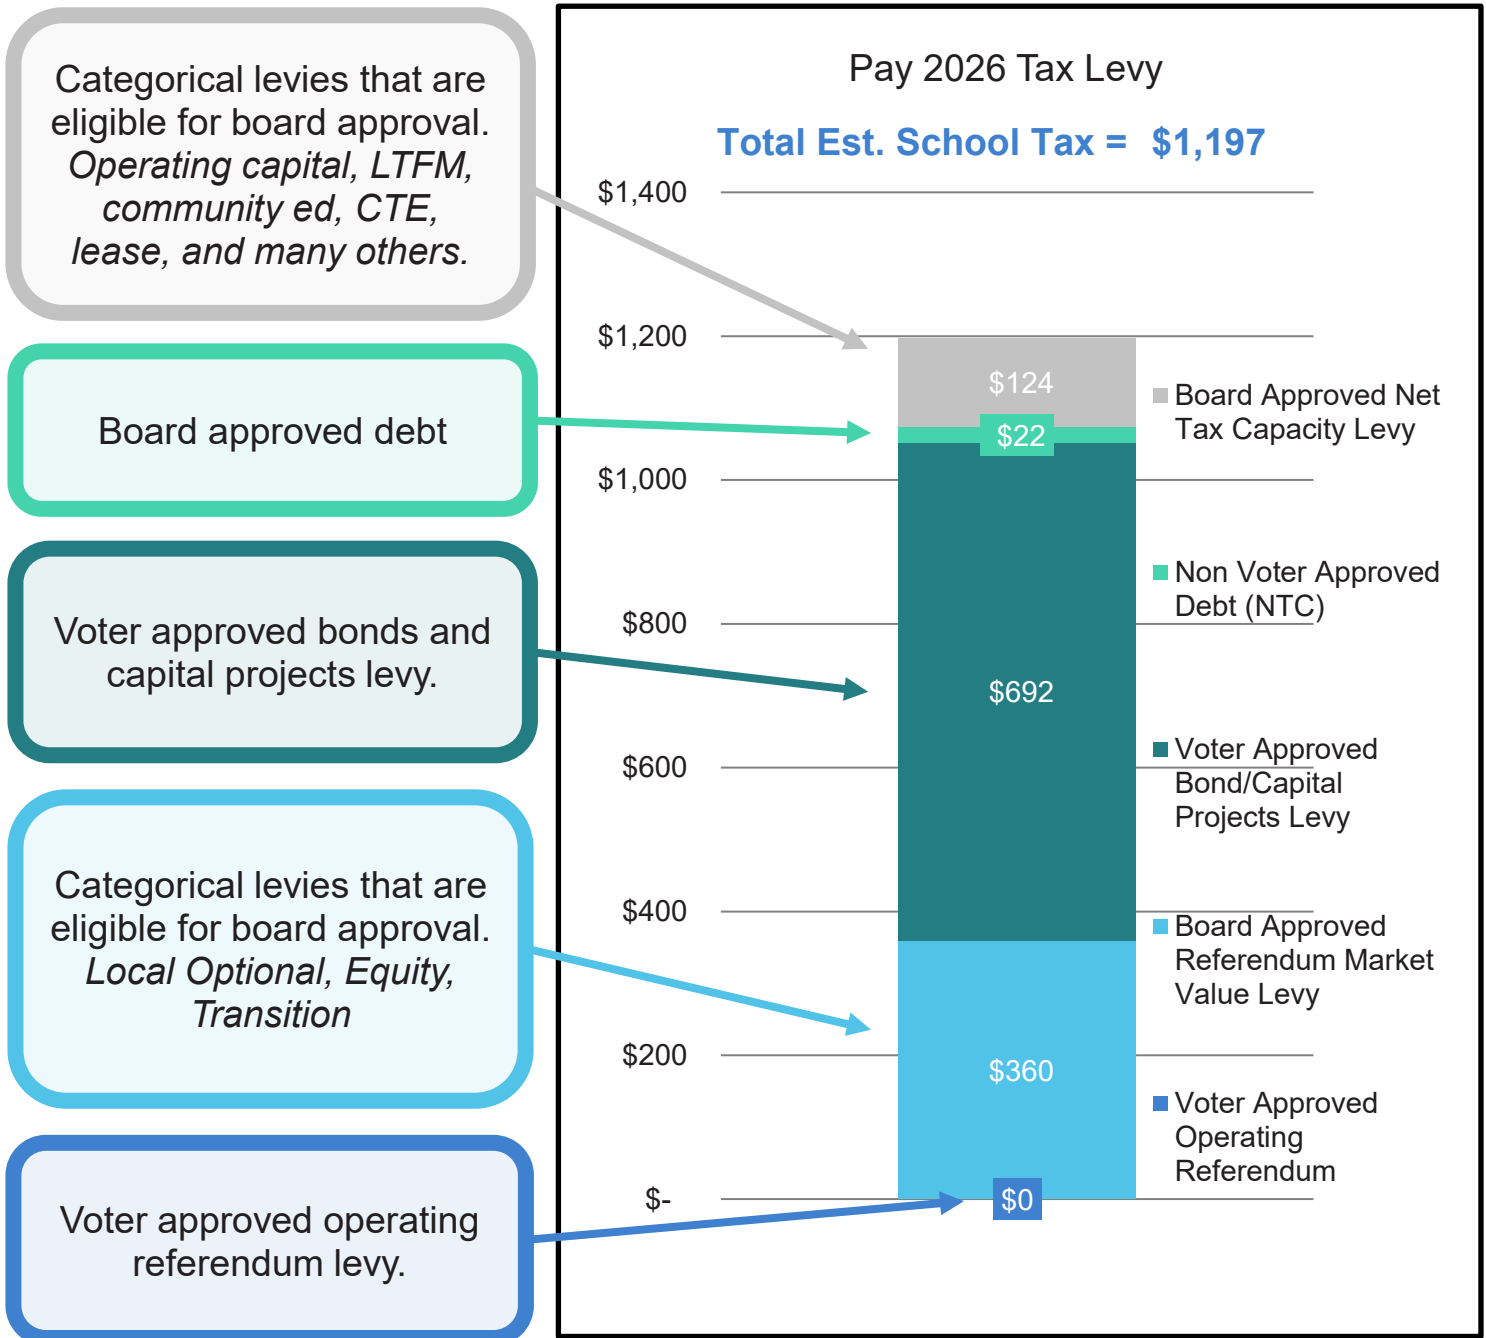 Categorical levies that are
eligible for board approval.
Operating capital, LTFM,
community ed, CTE,
lease, and many others.
Board approved debt
Voter approved bonds and
capital projects levy.
Categorical levies that are
eligible for board approval.
Local Optional, Equity,
Transition
Voter approved operating
referendum levy.
Pay 2026 Tax Levy
Total Est. School Tax = $1,197
$1,400
$1,200
$1,000
$800
$600
$400
$200
$-
$124
$22
$692
$360
$0
Board Approved Net
Tax Capacity Levy
Non Voter Approved
Debt (NTC)
Voter Approved
Bond/Capital
Projects Levy
Board Approved
Referendum Market
Value Levy
Voter Approved
Operating
Referendum